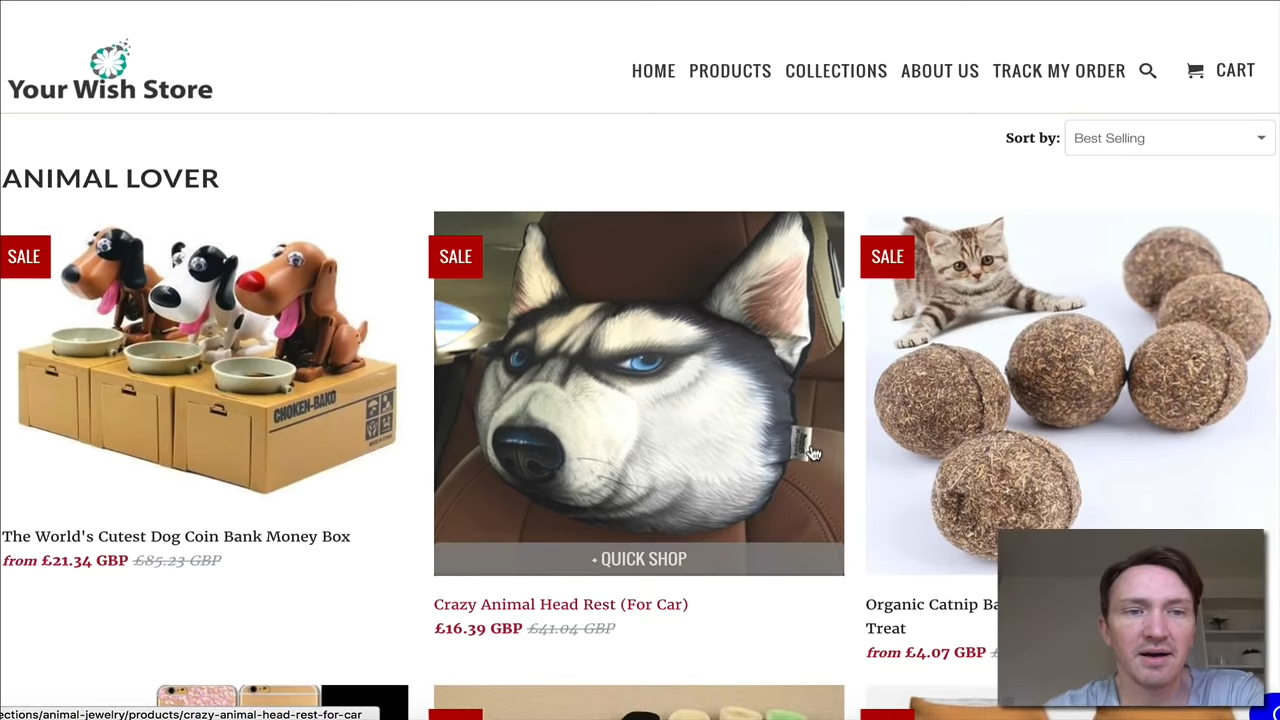 Your Wish Store
HOME PRODUCTS COLLECTIONS ABOUT US TRACK MY ORDER CART
Sort by: Best Selling
ANIMAL LOVER
SALE
SALE
SALE
CHOKEN-BAKO
+ QUICK SHOP
The World's Cutest Dog Coin Bank Money Box
from £21.34 GBP £85.23 GBP
Crazy Animal Head Rest (For Car)
£16.39 GBP £41.04 GBP
Organic Catnip Ba
Treat
from £4.07 GBP
ections/animal-jewelry/products/crazy-animal-head-rest-for-car